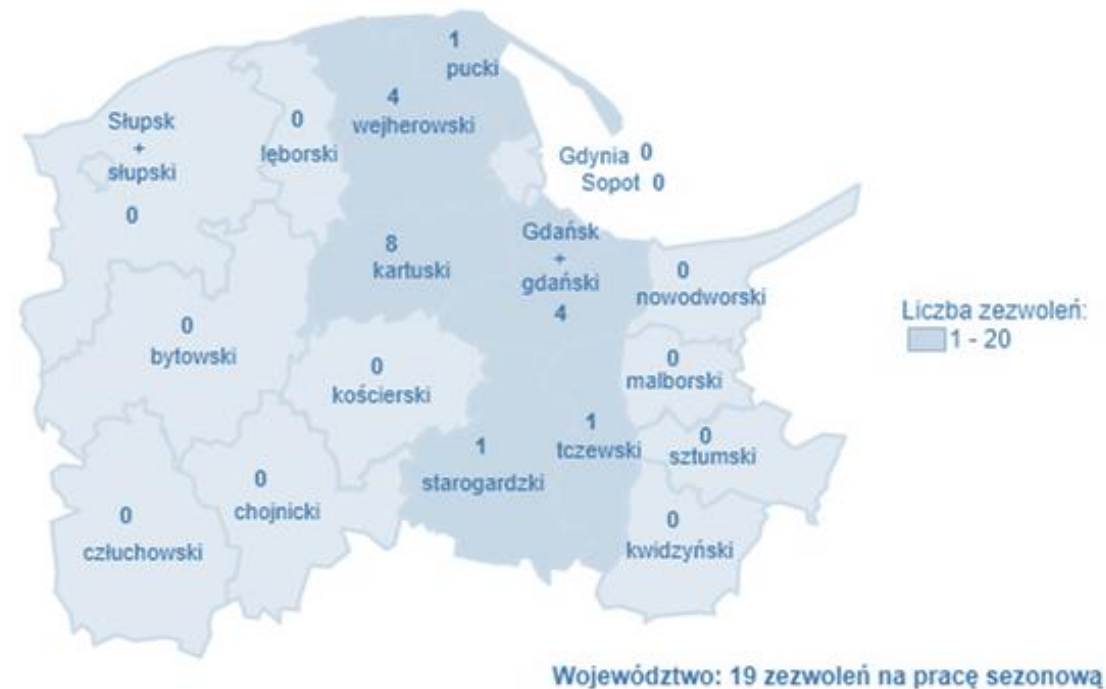 1
pucki
4
wejherowski
0
lęborski
Słupsk
+
słupski
0
Gdynia 0
Sopot 0
8
kartuski
Gdańsk
+
gdański
4
0
nowodworski
Liczba zezwoleń:
1 - 20
0
bytowski
0
kościerski
0
malborski
1
starogardzki
1
tczewski
0
sztumski
0
człuchowski
0
chojnicki
0
kwidzyński
Województwo: 19 zezwoleń na pracę sezonową